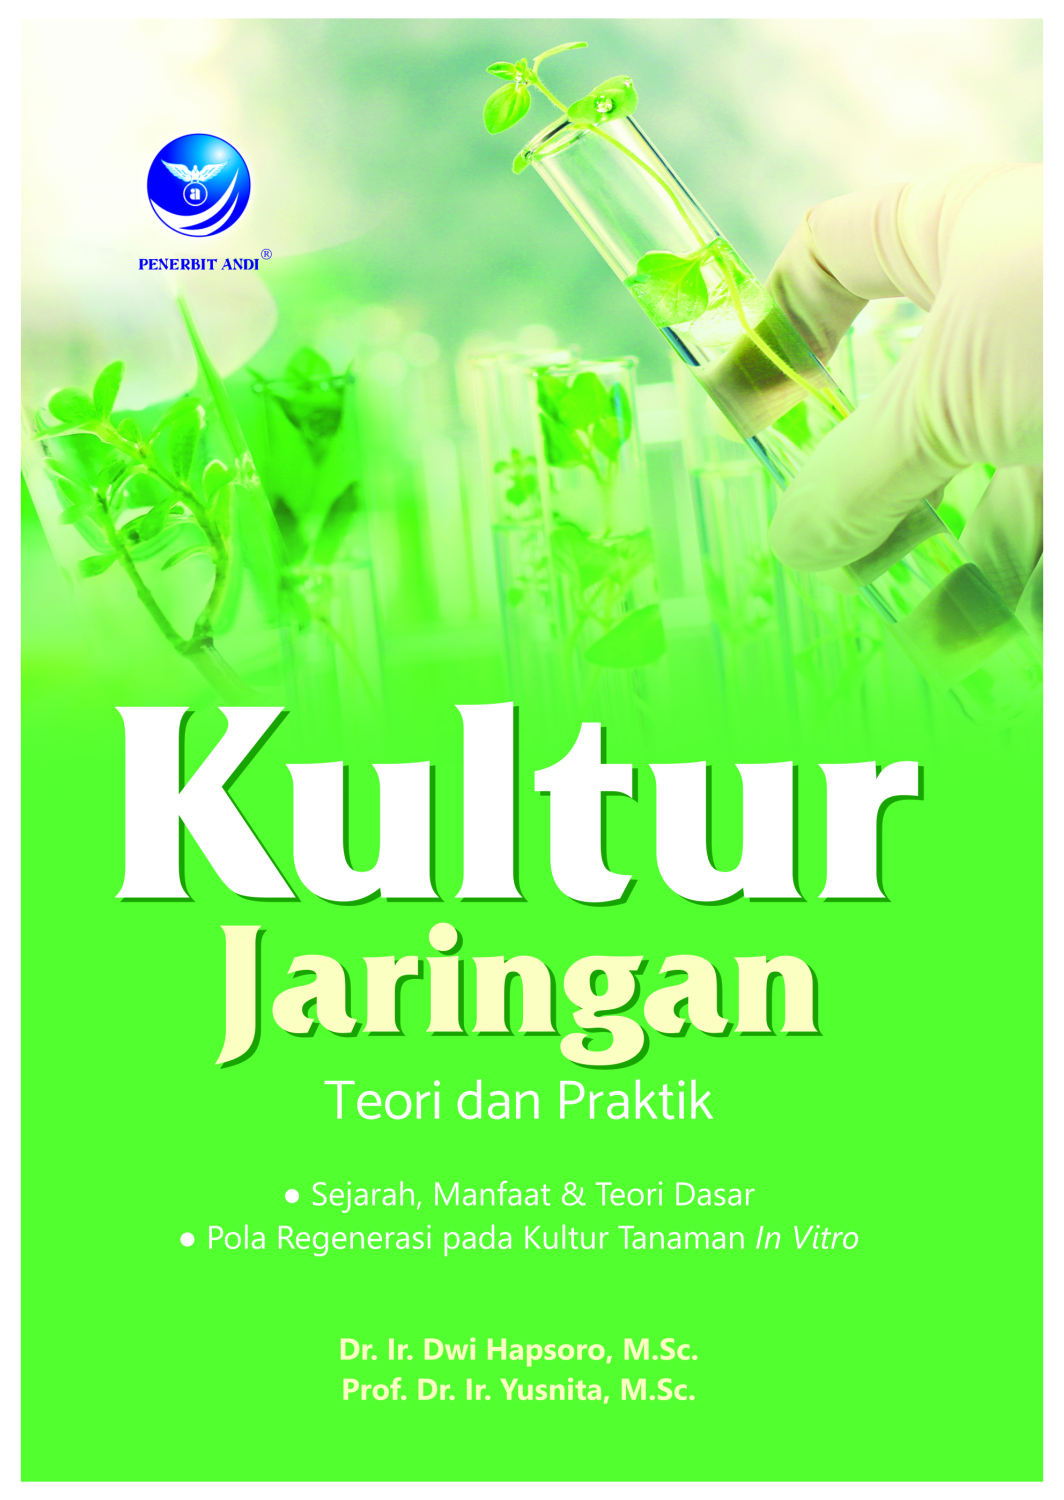 a
PENERBIT ANDI®
Kultur
Jaringan
Teori dan Praktik
● Sejarah, Manfaat & Teori Dasar
● Pola Regenerasi pada Kultur Tanaman In Vitro
Dr. Ir. Dwi Hapsoro, M.Sc.
Prof. Dr. Ir. Yusnita, M.Sc.